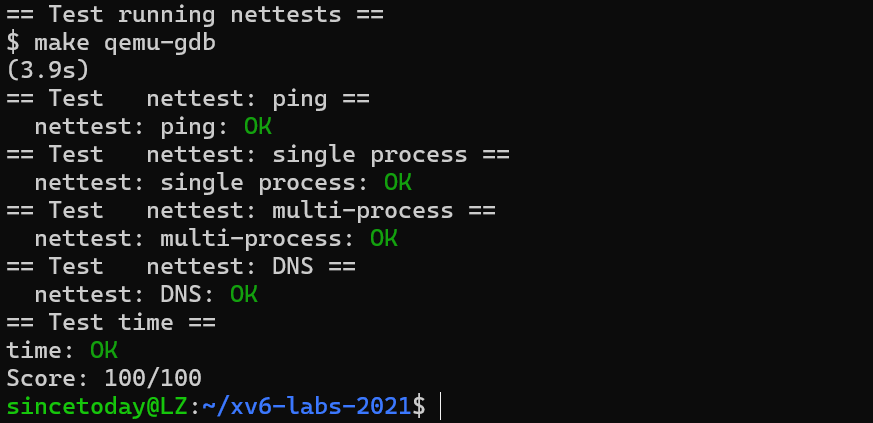 == Test running nettests ==
$ make qemu-gdb
(3.9s)
== Test   nettest: ping ==
  nettest: ping: OK
== Test   nettest: single process ==
  nettest: single process: OK
== Test   nettest: multi-process ==
  nettest: multi-process: OK
== Test   nettest: DNS ==
  nettest: DNS: OK
== Test time ==
time: OK
Score: 100/100
sincetoday@LZ:~/xv6-labs-2021$